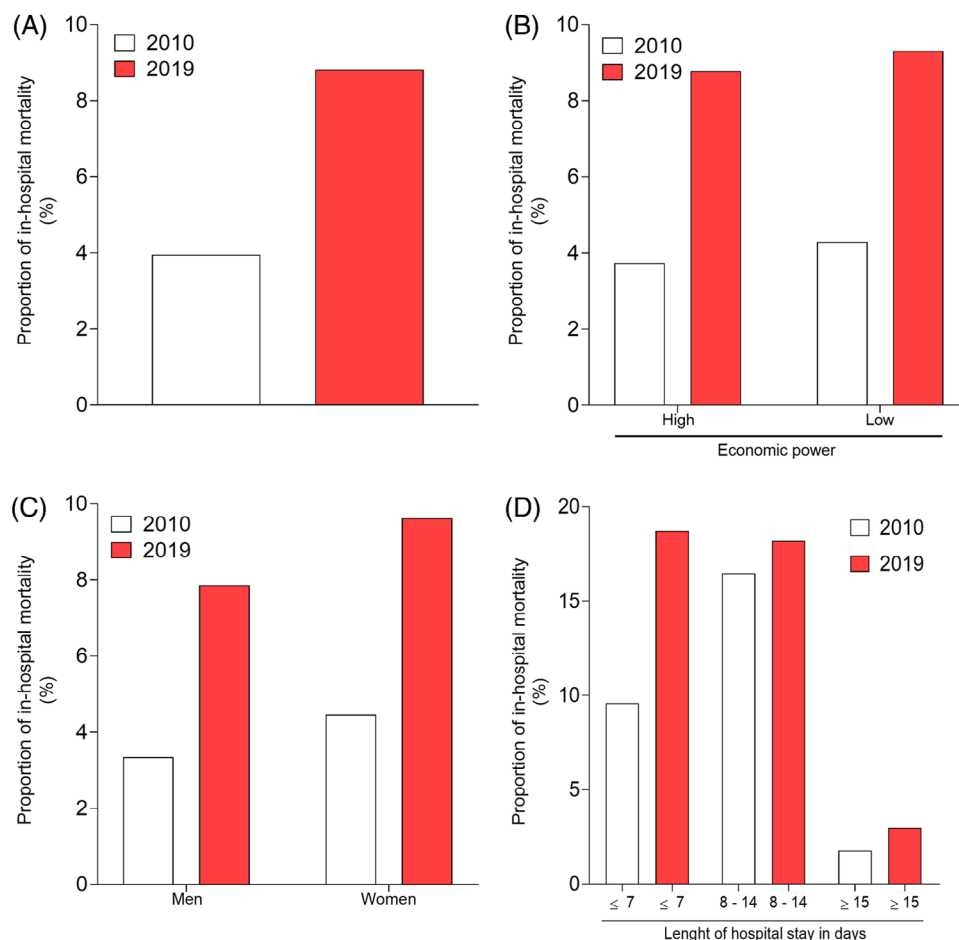 (A)
Proportion of in-hospital mortality
(%)
10
8
6
4
2
0
2010
2019
(B)
Proportion of in-hospital mortality
(%)
10
8
6
4
2
0
2010
2019
High
Low
Economic power
(C)
Proportion of in-hospital mortality
(%)
10
8
6
4
2
0
2010
2019
Men
Women
(D)
Proportion of in-hospital mortality
(%)
20
15
10
5
0
2010
2019
≤ 7 ≤ 7 8 - 14 8 - 14 ≥ 15 ≥ 15
Lenght of hospital stay in days